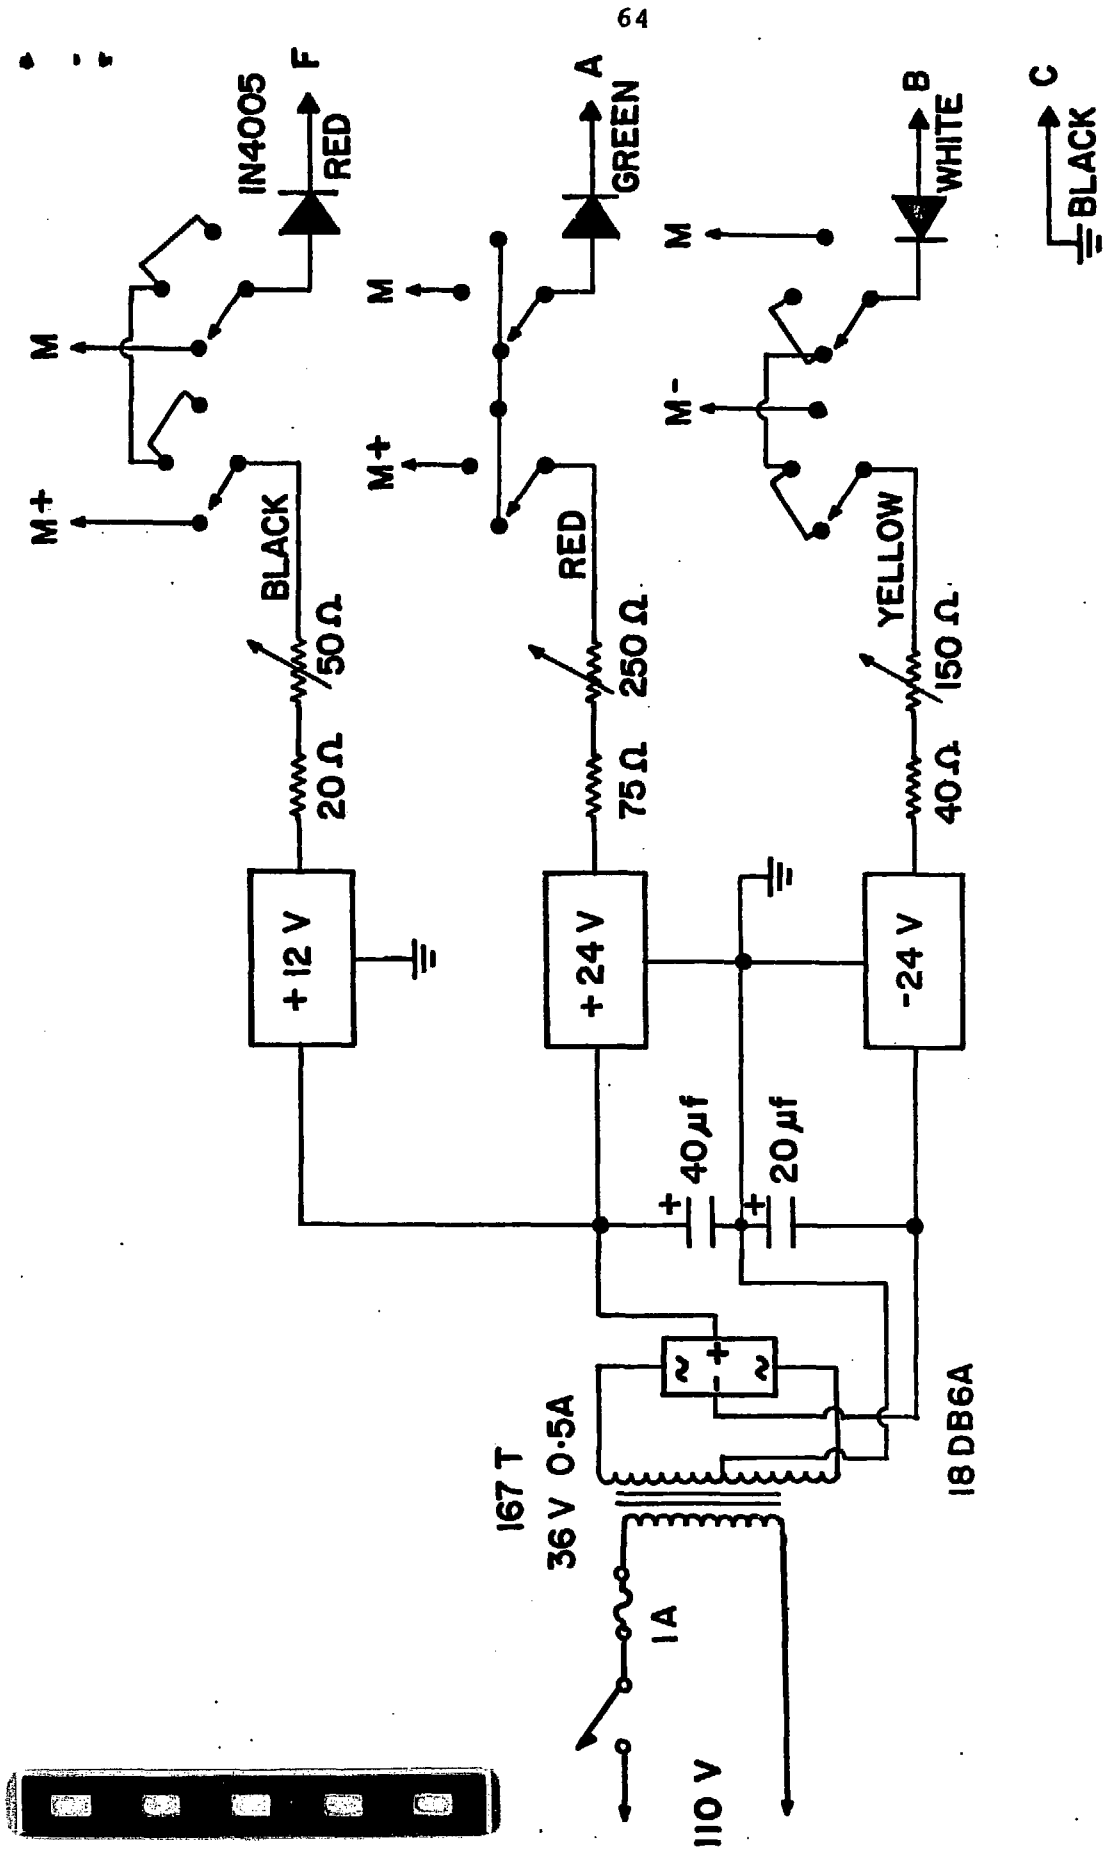 64
IN4005
F
RED
M
M+
BLACK
50Ω
20Ω
+12 V
A
GREEN
M
M+
RED
250Ω
75Ω
+24 V
B
WHITE
M
M-
YELLOW
150Ω
40Ω
-24 V
C
BLACK
+
40µf
+
20µf
~
+
-
~
167 T
36 V 0·5A
18 DB6A
1A
110 V